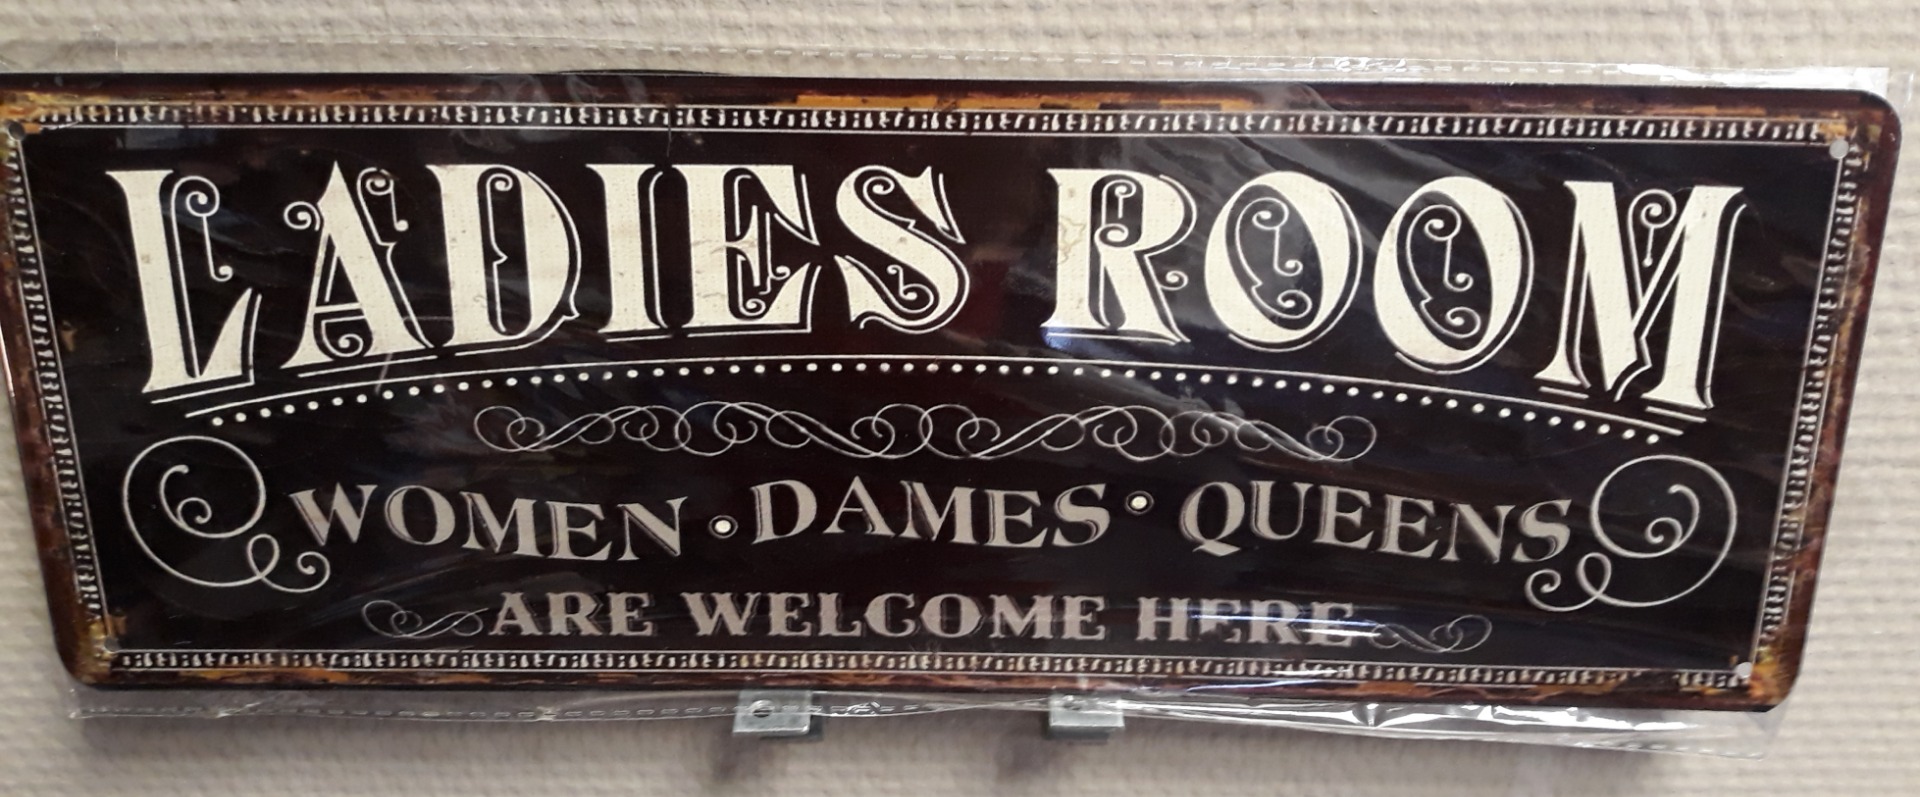 LADIES ROOM
WOMEN • DAMES • QUEENS
ARE WELCOME HERE